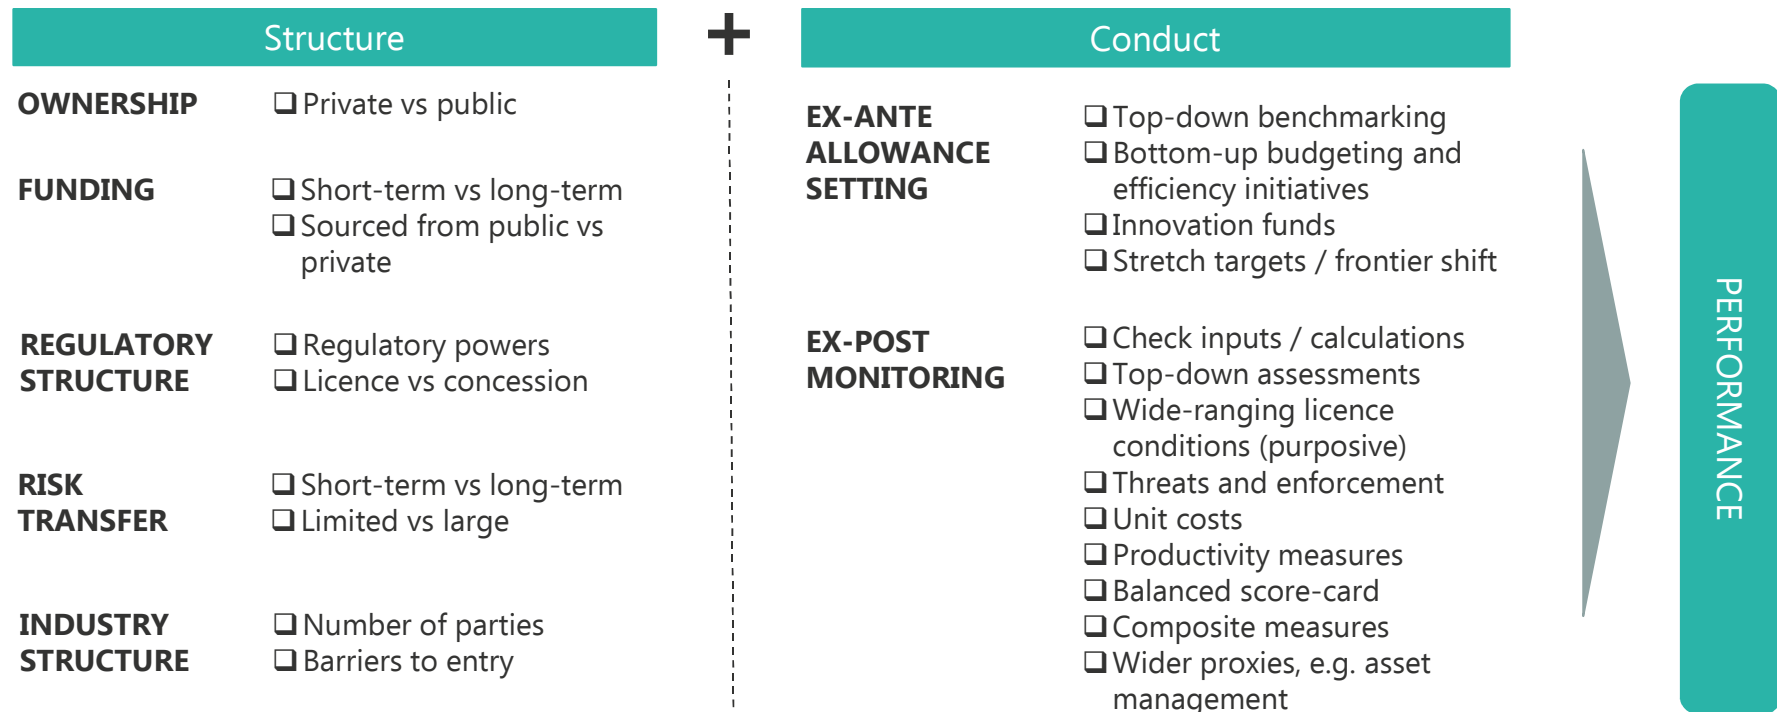 Structure
OWNERSHIP
❑ Private vs public
FUNDING
❑ Short-term vs long-term
❑ Sourced from public vs
private
REGULATORY
STRUCTURE
❑ Regulatory powers
❑ Licence vs concession
RISK
TRANSFER
❑ Short-term vs long-term
❑ Limited vs large
INDUSTRY
STRUCTURE
❑ Number of parties
❑ Barriers to entry
+
Conduct
EX-ANTE
ALLOWANCE
SETTING
❑ Top-down benchmarking
❑ Bottom-up budgeting and
efficiency initiatives
❑ Innovation funds
❑ Stretch targets / frontier shift
EX-POST
MONITORING
❑ Check inputs / calculations
❑ Top-down assessments
❑ Wide-ranging licence
conditions (purposive)
❑ Threats and enforcement
❑ Unit costs
❑ Productivity measures
❑ Balanced score-card
❑ Composite measures
❑ Wider proxies, e.g. asset
management
PERFORMANCE